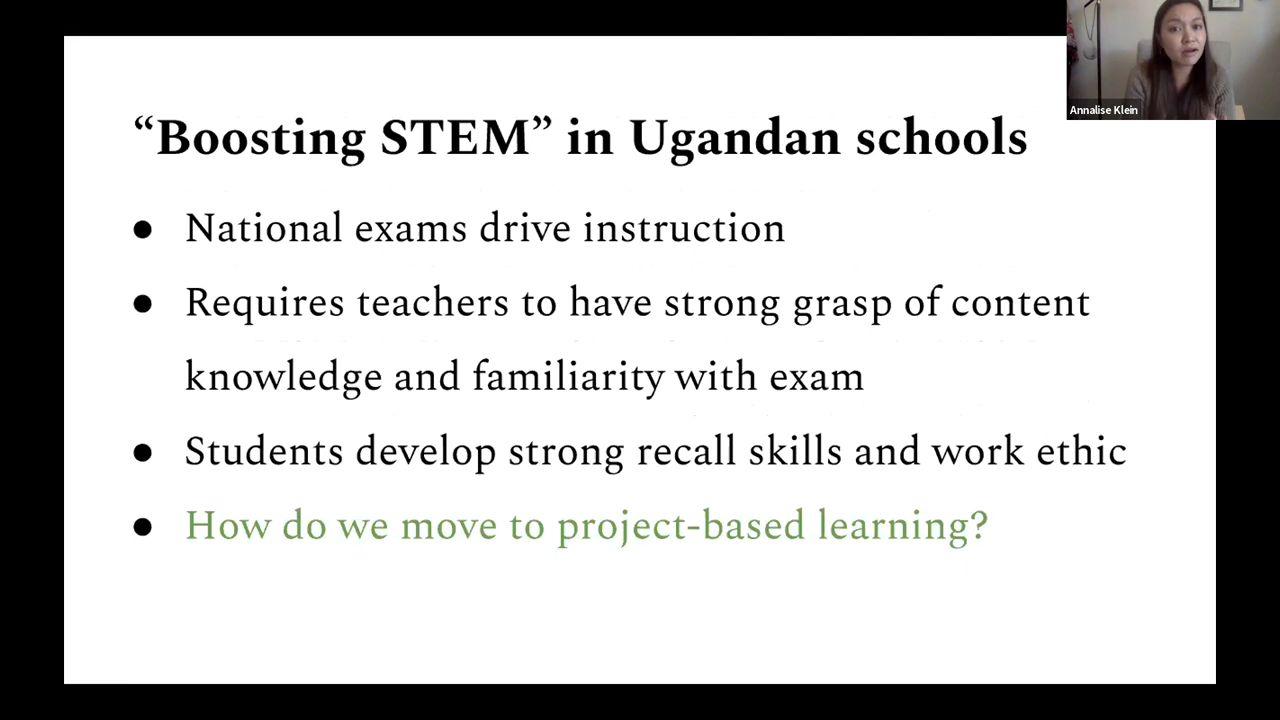 Annalise Klein
“Boosting STEM” in Ugandan schools
● National exams drive instruction
● Requires teachers to have strong grasp of content
knowledge and familiarity with exam
● Students develop strong recall skills and work ethic
● How do we move to project-based learning?